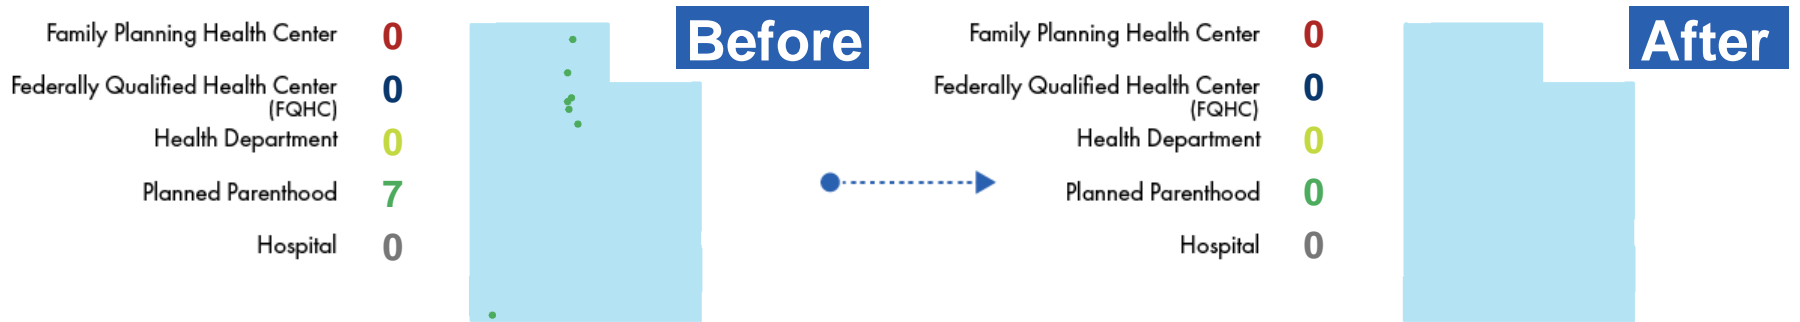 Before
Family Planning Health Center 0
Federally Qualified Health Center 0
(FQHC)
Health Department 0
Planned Parenthood 7
Hospital 0
After
Family Planning Health Center 0
Federally Qualified Health Center 0
(FQHC)
Health Department 0
Planned Parenthood 0
Hospital 0